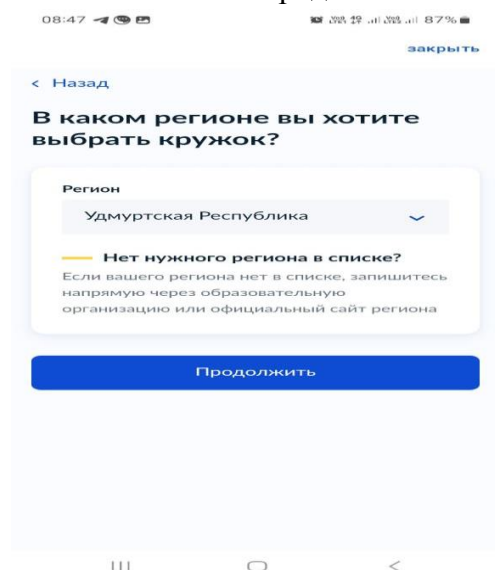 08:47
87%
закрыть
< Назад
В каком регионе вы хотите
выбрать кружок?
Регион
Удмуртская Республика
Нет нужного региона в списке?
Если вашего региона нет в списке, запишитесь
напрямую через образовательную
организацию или официальный сайт региона
Продолжить